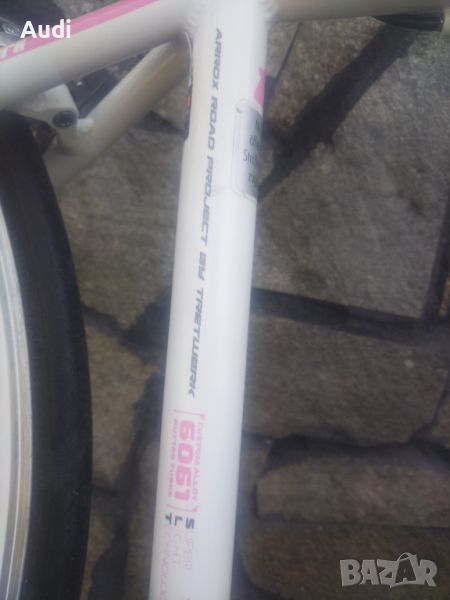 Audi
ARROX ROAD PROJECT BY TRETWERK
CUSTOM ALLOY
6061
BUTTED TUBES
SUPER
LIGHT
BAZAR